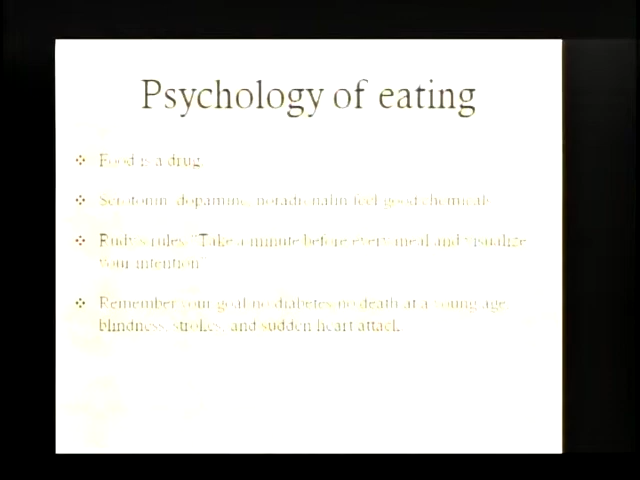 Psychology of eating
Food is a drug
Serotonin, dopamine, noradrenalin feel good chemicals
Rudy's rules "Take a minute before every meal and visualize
your intention"
Remember your goal no diabetes no death at a young age,
blindness, strokes, and sudden heart attack.